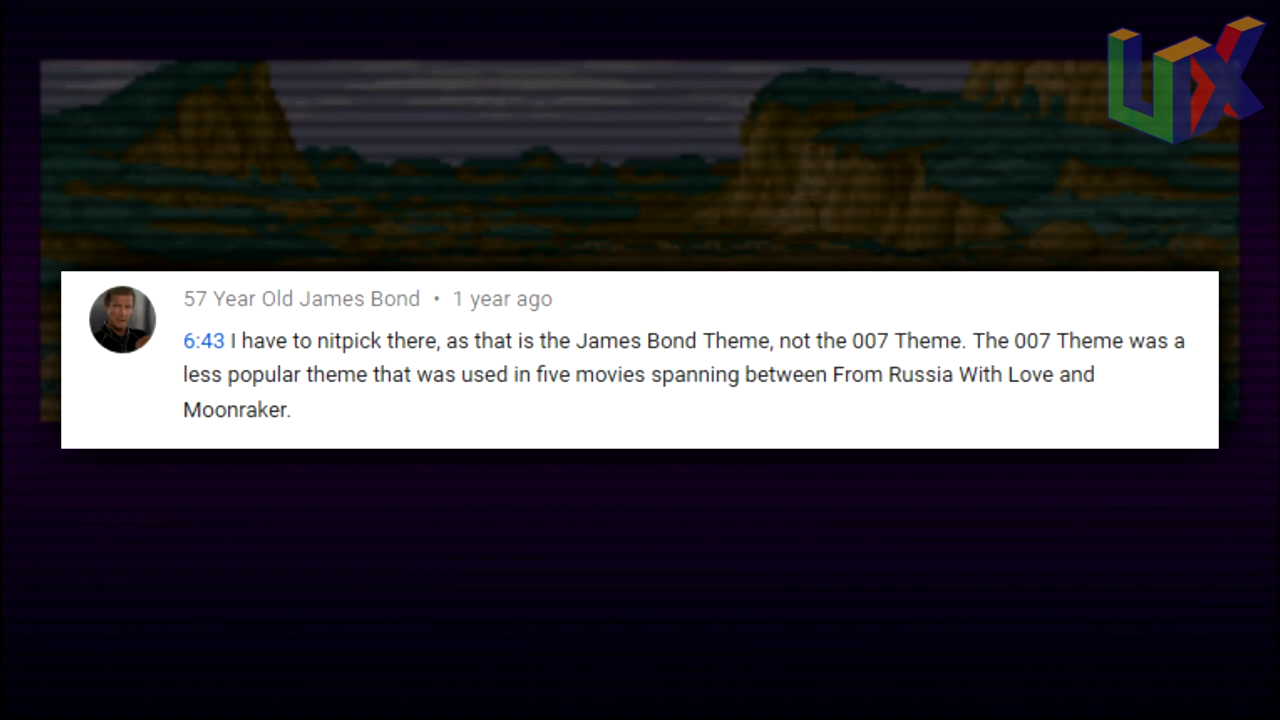 UX
57 Year Old James Bond • 1 year ago
6:43 I have to nitpick there, as that is the James Bond Theme, not the 007 Theme. The 007 Theme was a
less popular theme that was used in five movies spanning between From Russia With Love and
Moonraker.